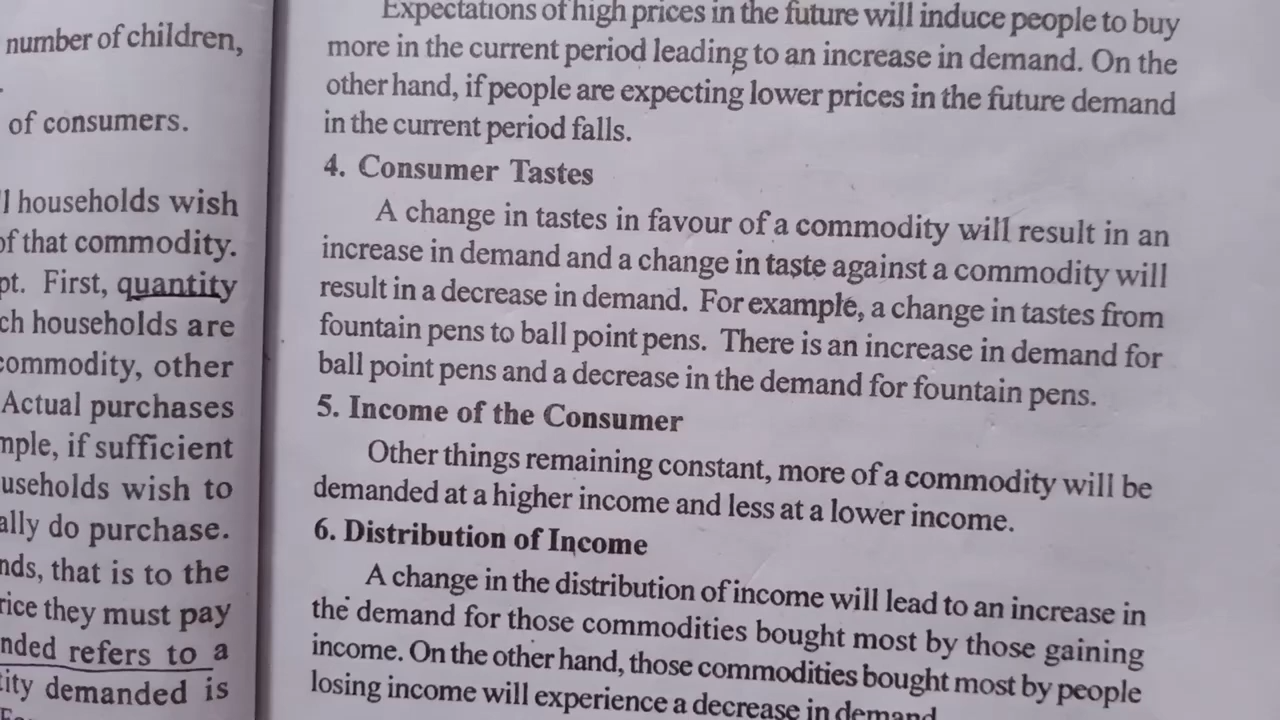 number of children,
of consumers.
households wish
of that commodity.
First, quantity
households are
commodity, other
Actual purchases
if sufficient
wish to
do purchase.
that is to the
they must pay
refers to a
demanded is
Expectations of high prices in the future will induce people to buy
more in the current period leading to an increase in demand. On the
other hand, if people are expecting lower prices in the future demand
in the current period falls.
4. Consumer Tastes
A change in tastes in favour of a commodity will result in an
increase in demand and a change in taste against a commodity will
result in a decrease in demand. For example, a change in tastes from
fountain pens to ball point pens. There is an increase in demand for
ball point pens and a decrease in the demand for fountain pens.
5. Income of the Consumer
Other things remaining constant, more of a commodity will be
demanded at a higher income and less at a lower income.
6. Distribution of Income
A change in the distribution of income will lead to an increase in
the demand for those commodities bought most by those gaining
income. On the other hand, those commodities bought most by people
losing income will experience a decrease in demand